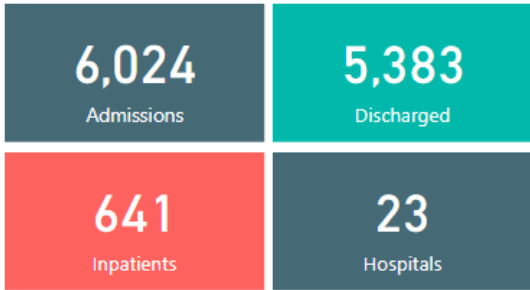 6,024
Admissions
5,383
Discharged
641
Inpatients
23
Hospitals